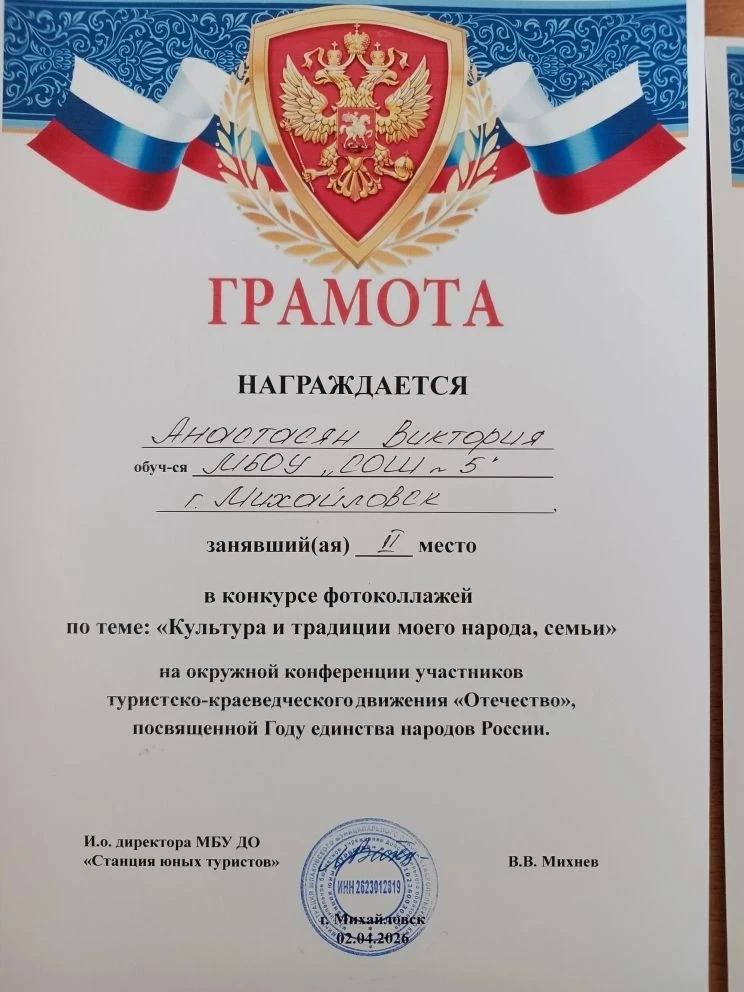 ГРАМОТА
НАГРАЖДАЕТСЯ
Анастасян Виктория
обуч-ся МБОУ „СОШ № 5"
г. Михайловск
занявший(ая) II место
в конкурсе фотоколлажей
по теме: «Культура и традиции моего народа, семьи»
на окружной конференции участников
туристско-краеведческого движения «Отечество»,
посвященной Году единства народов России.
И.о. директора МБУ ДО
«Станция юных туристов»
В.В. Михнев
ИНН 2623012819
г. Михайловск
02.04.2026